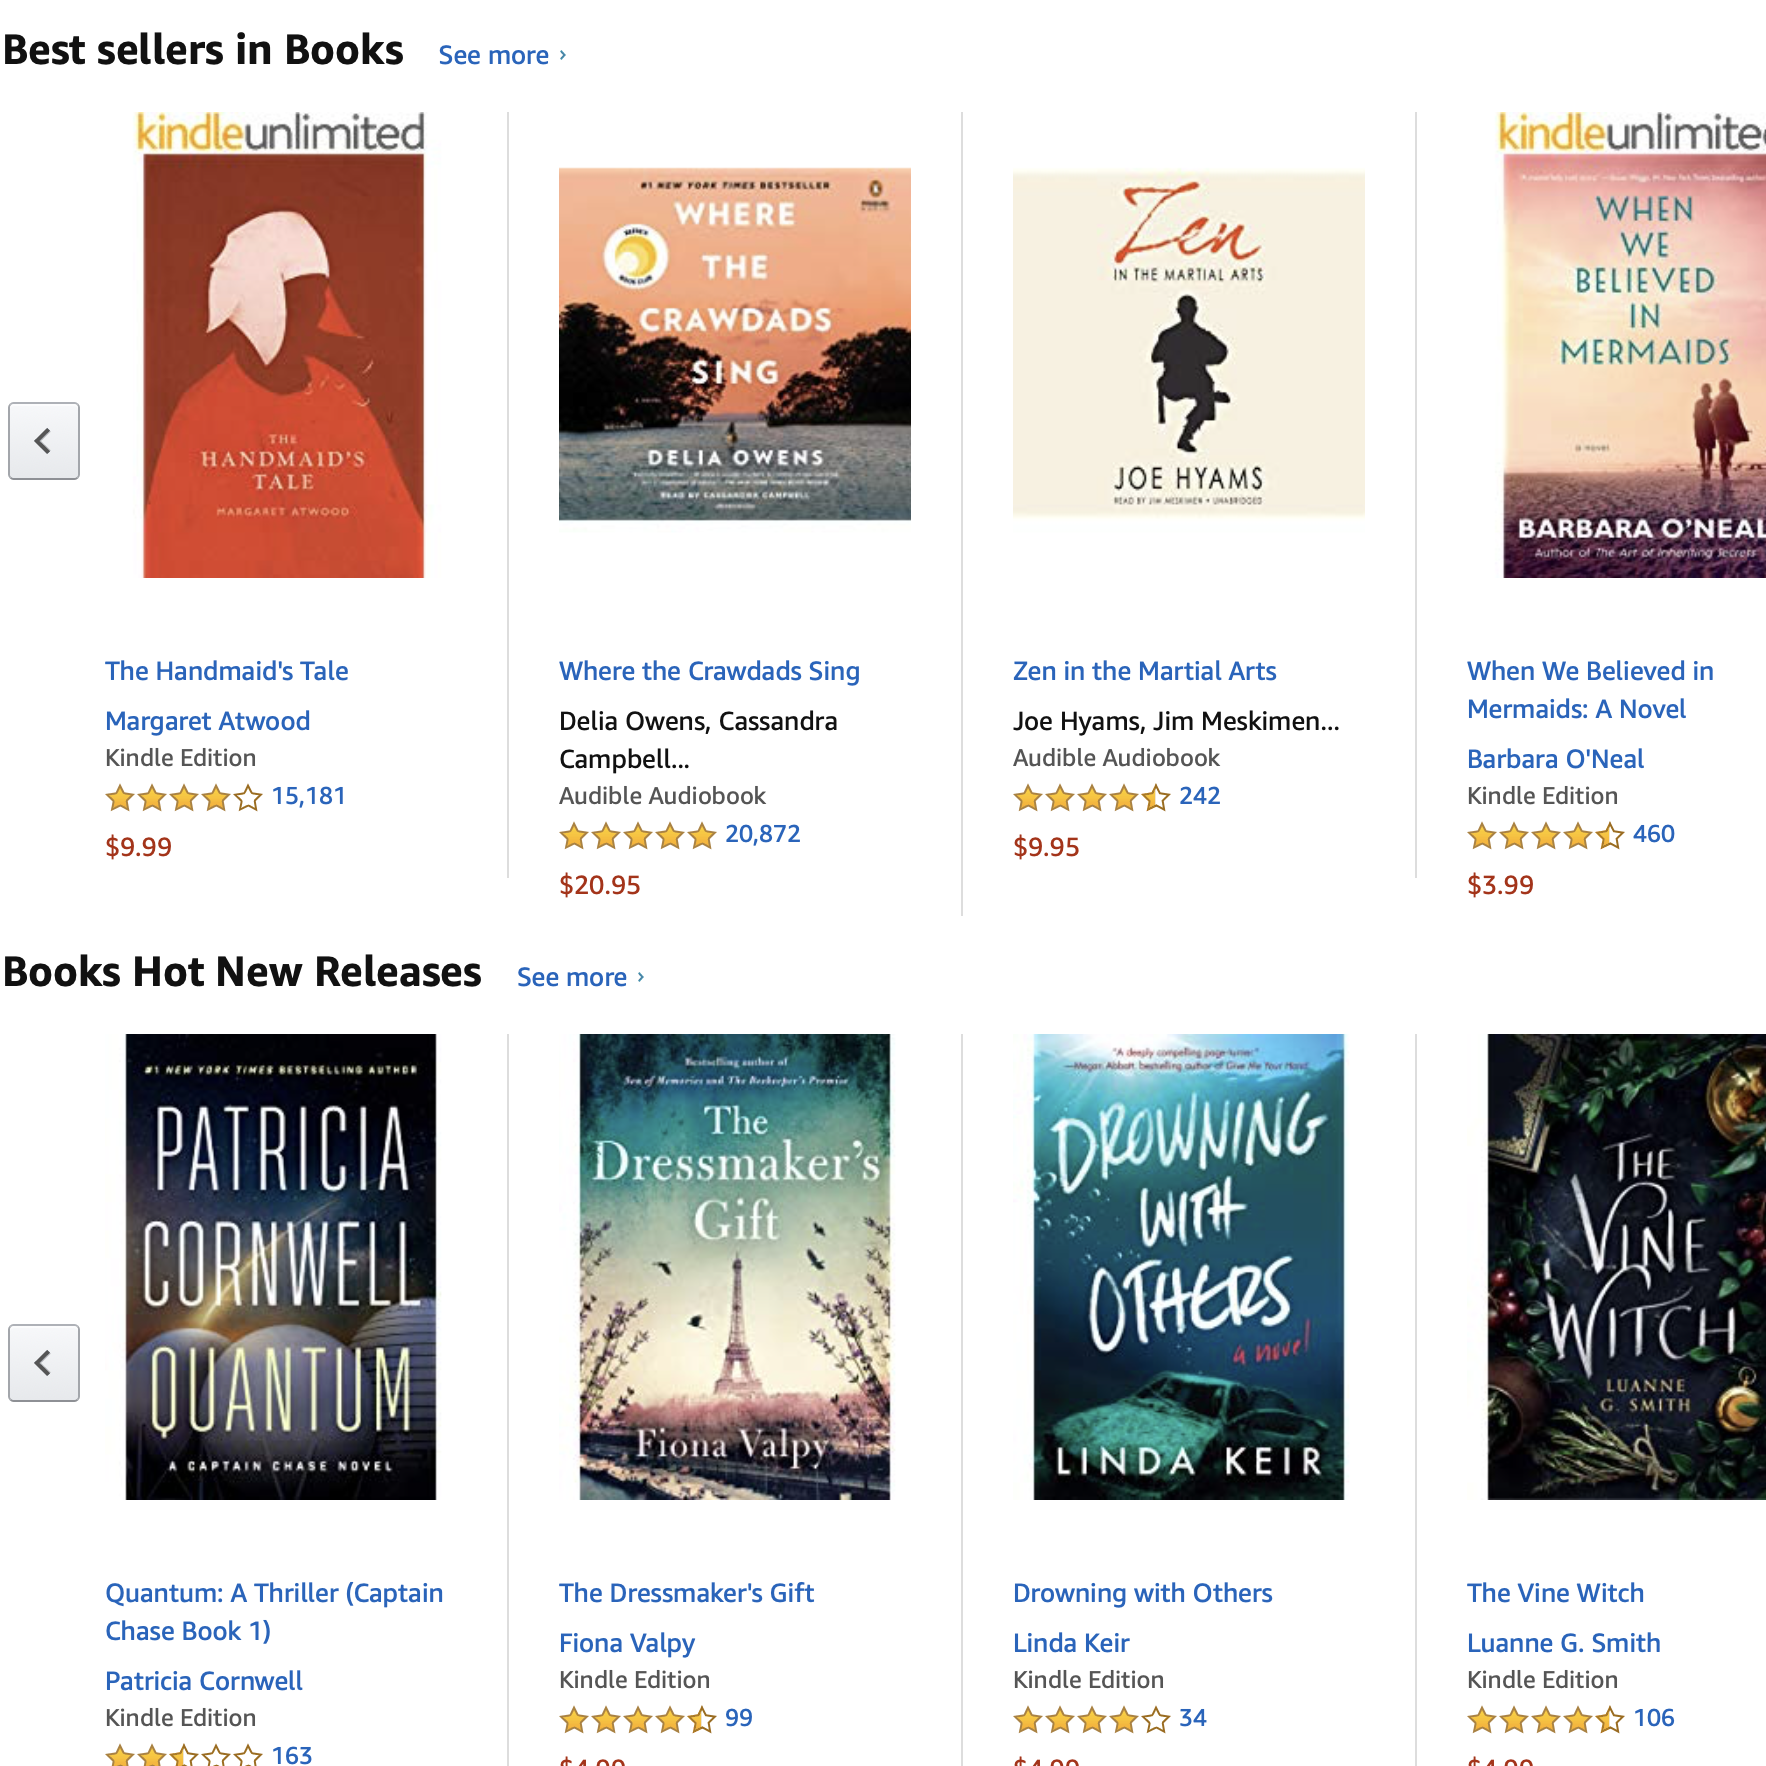 Best sellers in Books See more ›
kindleunlimited
THE
HANDMAID'S
TALE
MARGARET ATWOOD
The Handmaid's Tale
Margaret Atwood
Kindle Edition
15,181
$9.99
#1 NEW YORK TIMES BESTSELLER
WHERE
THE
CRAWDADS
SING
A NOVEL
DELIA OWENS
READ BY CASSANDRA CAMPBELL
Where the Crawdads Sing
Delia Owens, Cassandra
Campbell...
Audible Audiobook
20,872
$20.95
Zen
IN THE MARTIAL ARTS
JOE HYAMS
READ BY JIM MESKIMEN • UNABRIDGED
Zen in the Martial Arts
Joe Hyams, Jim Meskimen...
Audible Audiobook
242
$9.95
kindleunlimite
WHEN
WE
BELIEVED
IN
MERMAIDS
a novel
BARBARA O'NEAL
Author of The Art of Inheriting Secrets
When We Believed in
Mermaids: A Novel
Barbara O'Neal
Kindle Edition
460
$3.99
Books Hot New Releases See more ›
#1 NEW YORK TIMES BESTSELLING AUTHOR
PATRICIA
CORNWELL
QUANTUM
A CAPTAIN CHASE NOVEL
Quantum: A Thriller (Captain
Chase Book 1)
Patricia Cornwell
Kindle Edition
163
Bestselling author of
Sea of Memories and The Beekeeper's Promise
The
Dressmaker's
Gift
Fiona Valpy
The Dressmaker's Gift
Fiona Valpy
Kindle Edition
99
$4.99
"A deeply compelling page-turner."
—Megan Abbott, bestselling author of Give Me Your Hand
DROWNING
WITH
OTHERS
a novel
LINDA KEIR
Drowning with Others
Linda Keir
Kindle Edition
34
$4.99
THE
VINE
WITCH
LUANNE
G. SMITH
The Vine Witch
Luanne G. Smith
Kindle Edition
106
$4.99